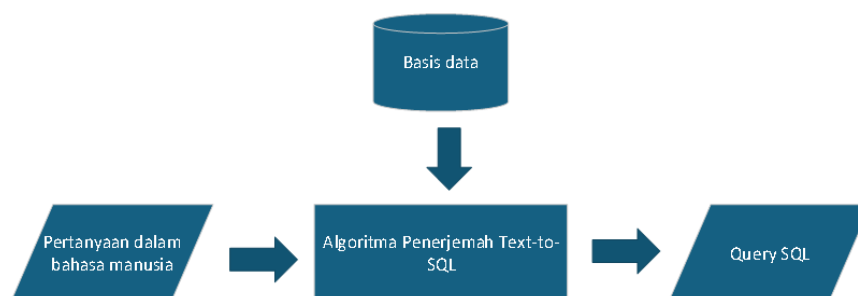 Basis data
Pertanyaan dalam
bahasa manusia
Algoritma Penerjemah Text-to-
SQL
Query SQL